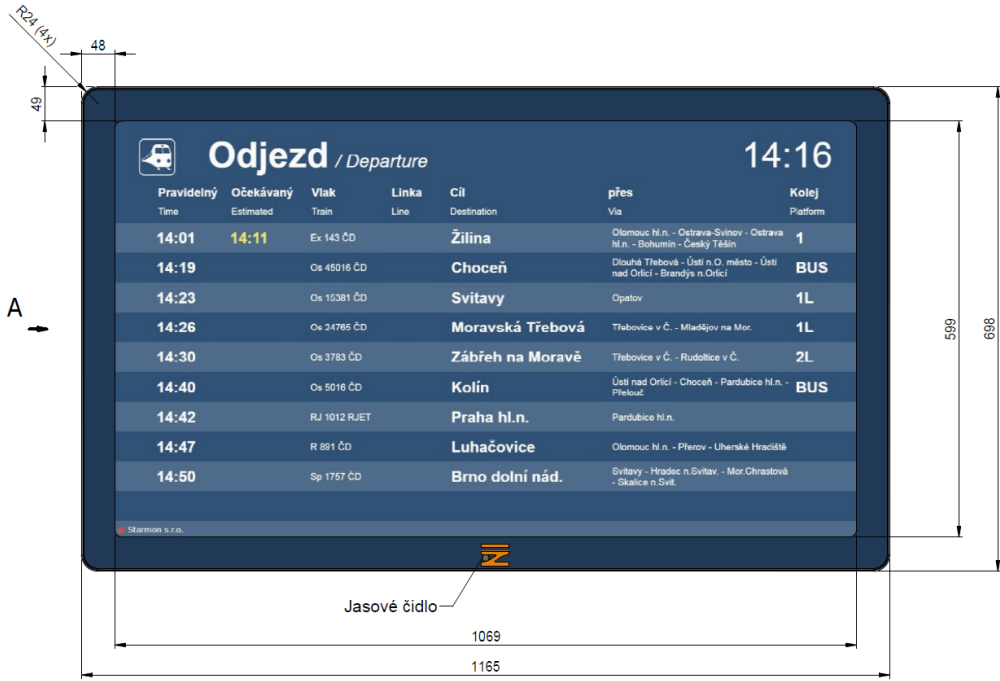 R24 (4x)
48
49
Odjezd / Departure 14:16
Pravidelný Očekávaný Vlak Linka Cíl přes Kolej
Time Estimated Train Line Destination Via Platform
14:01 14:11 Ex 143 ČD Žilina Olomouc hl.n. - Ostrava-Svinov - Ostrava 1
hl.n. - Bohumín - Český Těšín
14:19 Os 45016 ČD Choceň Dlouhá Třebová - Ústí n.O. město - Ústí BUS
nad Orlicí - Brandýs n.Orlicí
14:23 Os 15381 ČD Svitavy Opatov 1L
A
14:26 Os 24765 ČD Moravská Třebová Třebovice v Č. - Mladějov na Mor. 1L
599
698
14:30 Os 3783 ČD Zábřeh na Moravě Třebovice v Č. - Rudoltice v Č. 2L
14:40 Os 5016 ČD Kolín Ústí nad Orlicí - Choceň - Pardubice hl.n. - BUS
Přelouč
14:42 RJ 1012 RJET Praha hl.n. Pardubice hl.n.
14:47 R 891 ČD Luhačovice Olomouc hl.n. - Přerov - Uherské Hradiště
14:50 Sp 1757 ČD Brno dolní nád. Svitavy - Hradec n.Svitav. - Mor.Chrastová
- Skalice n.Svit.
Starmon s.r.o.
Jasové čidlo
1069
1165